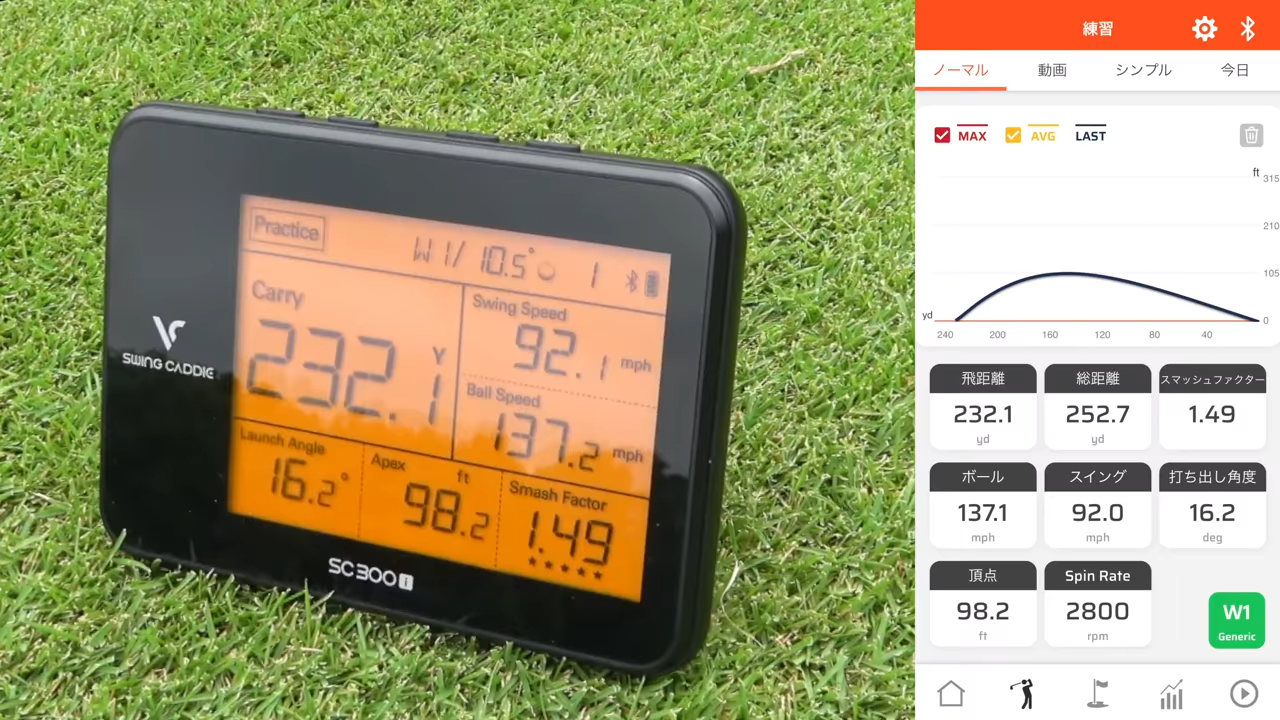 Practice
W1/ 10.5° 1
Carry
232.1 Y
Swing Speed
92.1 mph
Ball Speed
137.2 mph
Launch Angle
16.2°
Apex
98.2 ft
Smash Factor
1.49
SWING CADDIE
SC300i
練習
ノーマル 動画 シンプル 今日
MAX AVG LAST
ft
315
210
105
yd 0
240 200 160 120 80 40
飛距離 総距離 スマッシュファクター
232.1 252.7 1.49
yd yd
ボール スイング 打ち出し角度
137.1 92.0 16.2
mph mph deg
頂点 Spin Rate
98.2 2800
ft rpm
W1
Generic